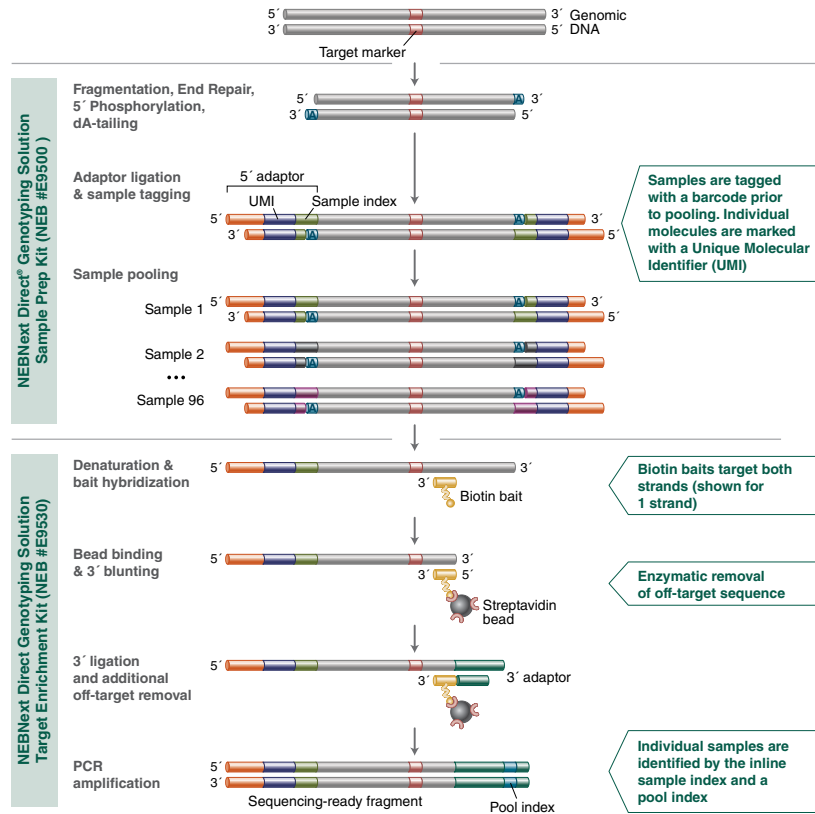 5´
3´
Genomic
3´
5´
DNA
Target marker
NEBNext Direct® Genotyping Solution
Sample Prep Kit (NEB #E9500 )
Fragmentation, End Repair,
5´ Phosphorylation,
dA-tailing
5´
A
3´
3´
A
5´
Adaptor ligation
& sample tagging
5´ adaptor
UMI
Sample index
5´
A
3´
3´
A
5´
Samples are tagged
with a barcode prior
to pooling. Individual
molecules are marked
with a Unique Molecular
Identifier (UMI)
Sample pooling
Sample 1
5´
A
3´
3´
A
5´
Sample 2
A
A
•••
Sample 96
A
A
NEBNext Direct Genotyping Solution
Target Enrichment Kit (NEB #E9530)
Denaturation &
bait hybridization
5´
3´
3´
Biotin bait
Biotin baits target both
strands (shown for
1 strand)
Bead binding
& 3´ blunting
5´
3´
3´
5´
Streptavidin
bead
Enzymatic removal
of off-target sequence
3´ ligation
and additional
off-target removal
5´
3´
3´ adaptor
PCR
amplification
5´
3´
Sequencing-ready fragment
Pool index
Individual samples are
identified by the inline
sample index and a
pool index